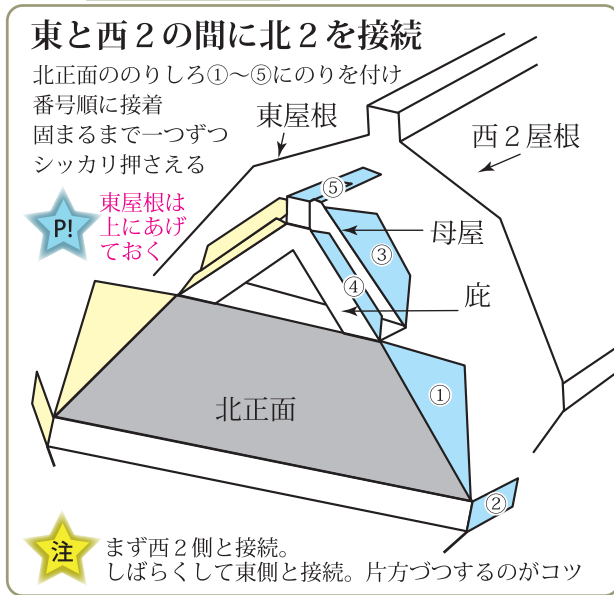 東と西２の間に北２を接続
北正面ののりしろ①〜⑤にのりを付け
番号順に接着
固まるまで一つずつ
シッカリ押さえる
東屋根
西２屋根
P!
東屋根は
上にあげ
ておく
⑤
母屋
③
④
庇
①
北正面
②
注
まず西２側と接続。
しばらくして東側と接続。片方づつするのがコツ